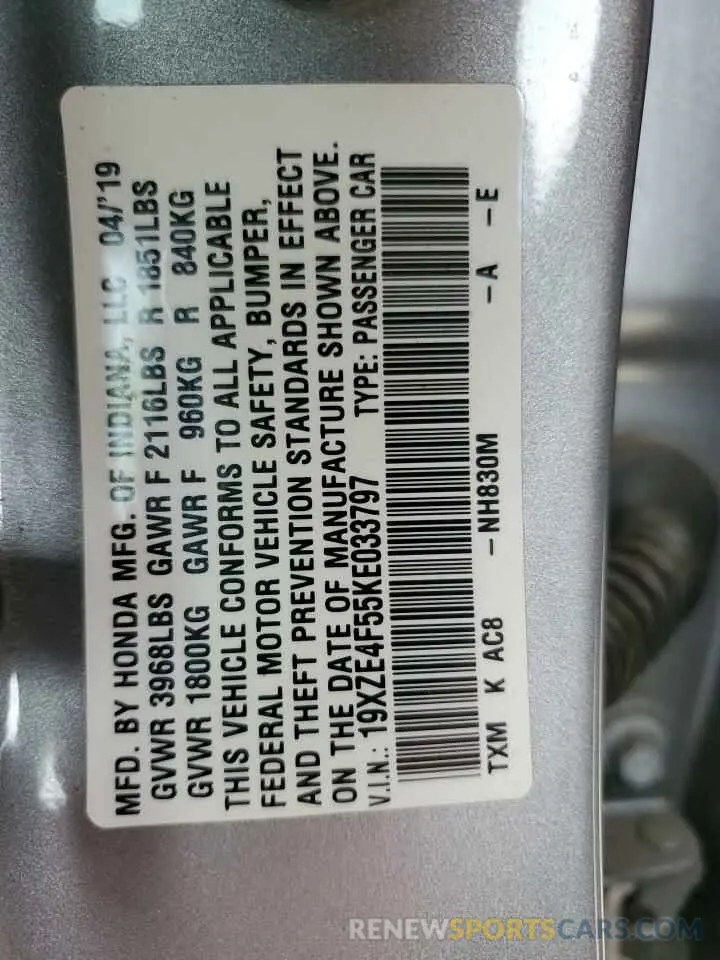 MFD. BY HONDA MFG. OF INDIANA, LLC 04/'19
GVWR 3968LBS GAWR F 2116LBS R 1851LBS
GVWR 1800KG GAWR F 960KG R 840KG
THIS VEHICLE CONFORMS TO ALL APPLICABLE
FEDERAL MOTOR VEHICLE SAFETY, BUMPER,
AND THEFT PREVENTION STANDARDS IN EFFECT
ON THE DATE OF MANUFACTURE SHOWN ABOVE.
V.I.N.: 19XZE4F55KE033797 TYPE: PASSENGER CAR
TXM K AC8 -NH830M -A -E
RENEWSPORTSCARS.COM